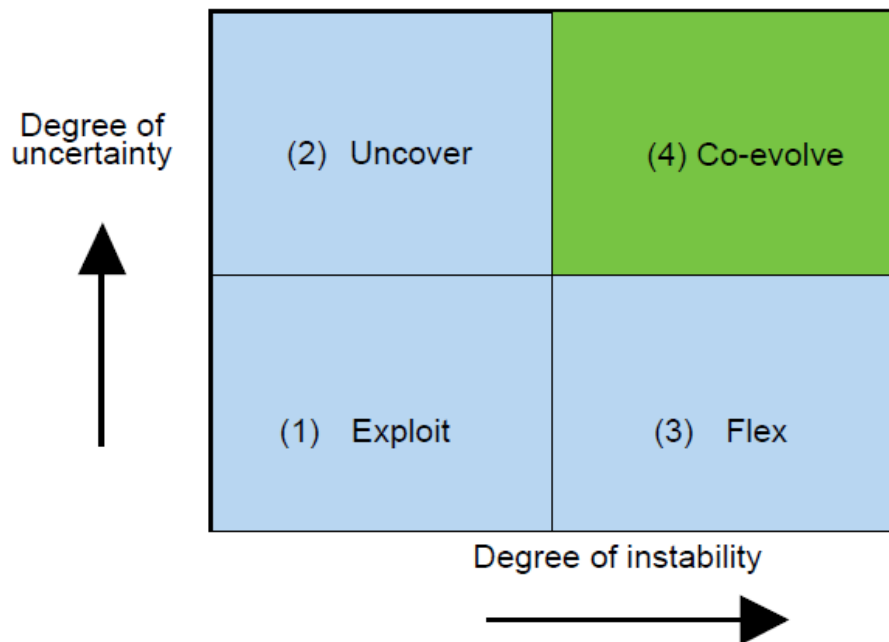 Degree of
uncertainty
(2) Uncover
(4) Co-evolve
(1) Exploit
(3) Flex
Degree of instability